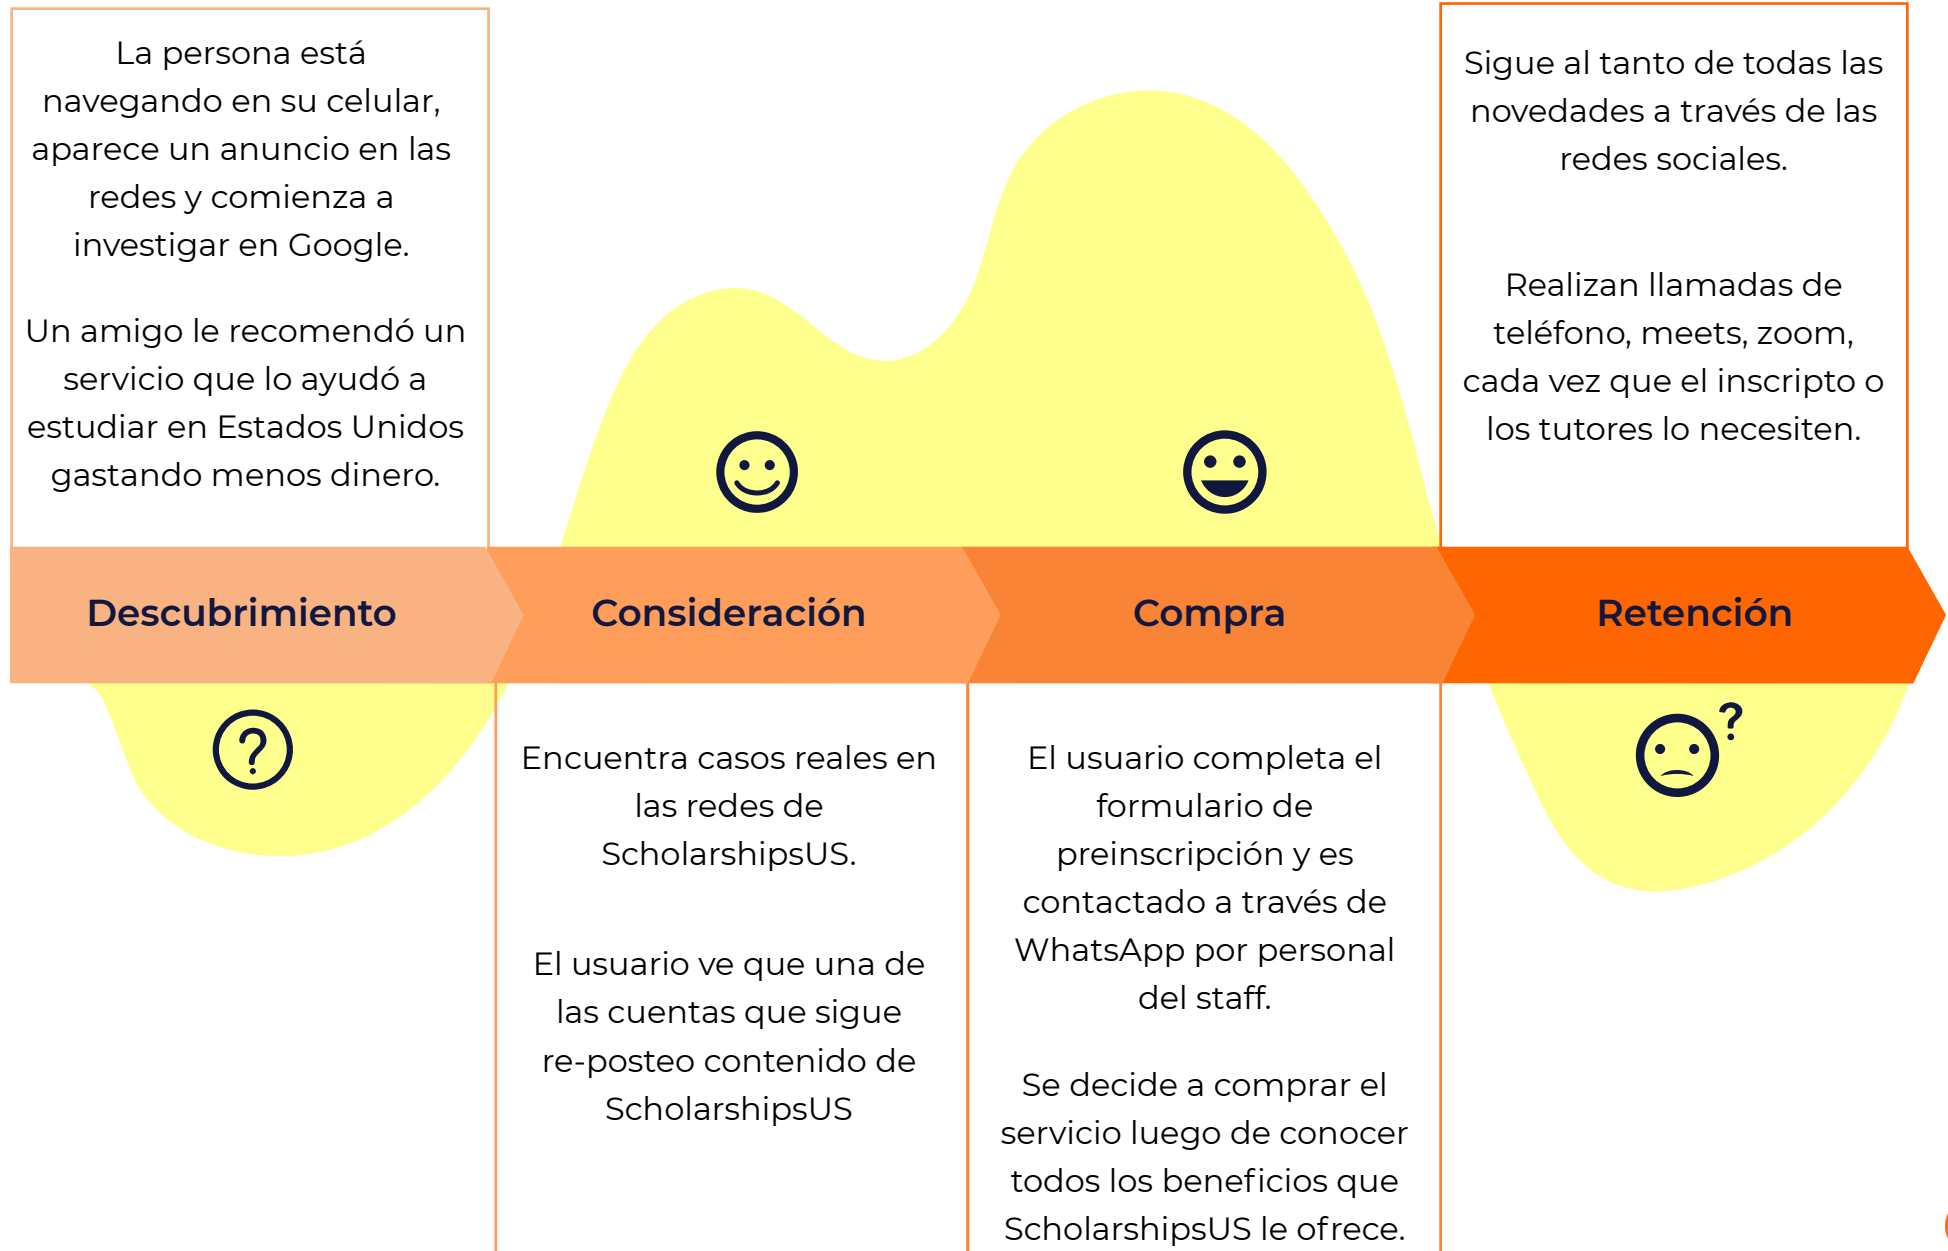 La persona está
navegando en su celular,
aparece un anuncio en las
redes y comienza a
investigar en Google.
Un amigo le recomendó un
servicio que lo ayudó a
estudiar en Estados Unidos
gastando menos dinero.
Sigue al tanto de todas las
novedades a través de las
redes sociales.
Realizan llamadas de
teléfono, meets, zoom,
cada vez que el inscripto o
los tutores lo necesiten.
Descubrimiento
Consideración
Compra
Retención
?
?
Encuentra casos reales en
las redes de
ScholarshipsUS.
El usuario ve que una de
las cuentas que sigue
re-posteo contenido de
ScholarshipsUS
El usuario completa el
formulario de
preinscripción y es
contactado a través de
WhatsApp por personal
del staff.
Se decide a comprar el
servicio luego de conocer
todos los beneficios que
ScholarshipsUS le ofrece.